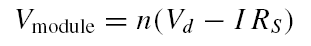 V_module = n(V_d − I R_S)